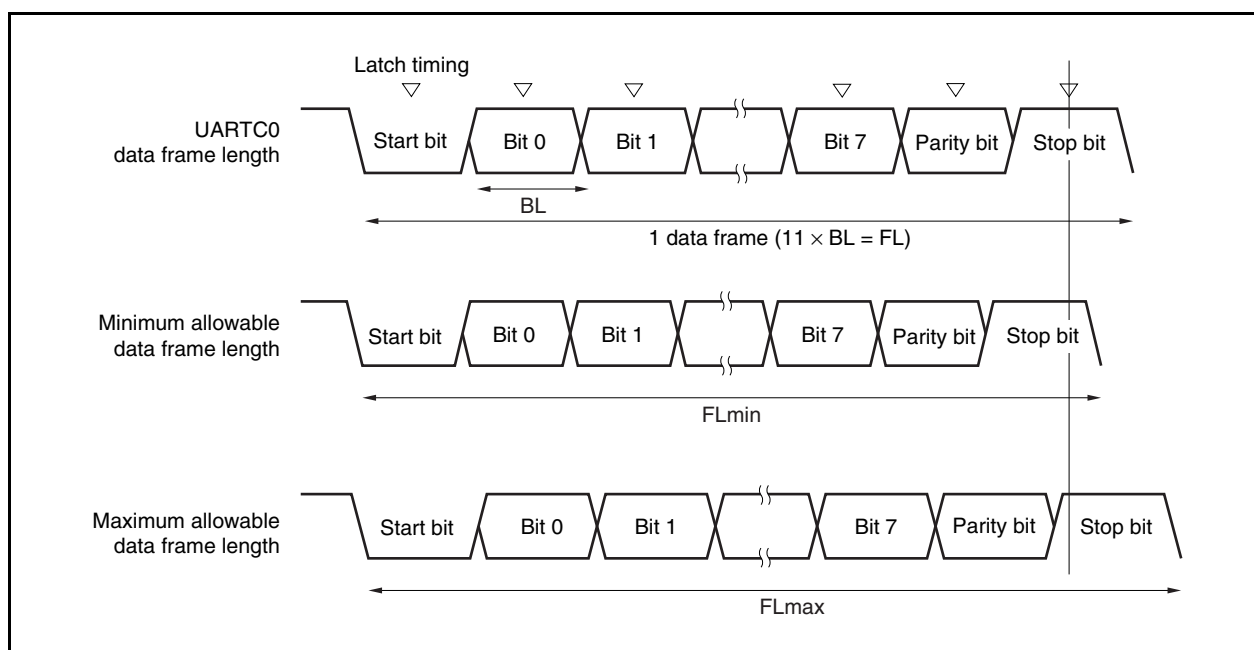 Latch timing
UARTC0
data frame length
Start bit
Bit 0
Bit 1
Bit 7
Parity bit
Stop bit
BL
1 data frame (11 × BL = FL)
Minimum allowable
data frame length
Start bit
Bit 0
Bit 1
Bit 7
Parity bit
Stop bit
FLmin
Maximum allowable
data frame length
Start bit
Bit 0
Bit 1
Bit 7
Parity bit
Stop bit
FLmax